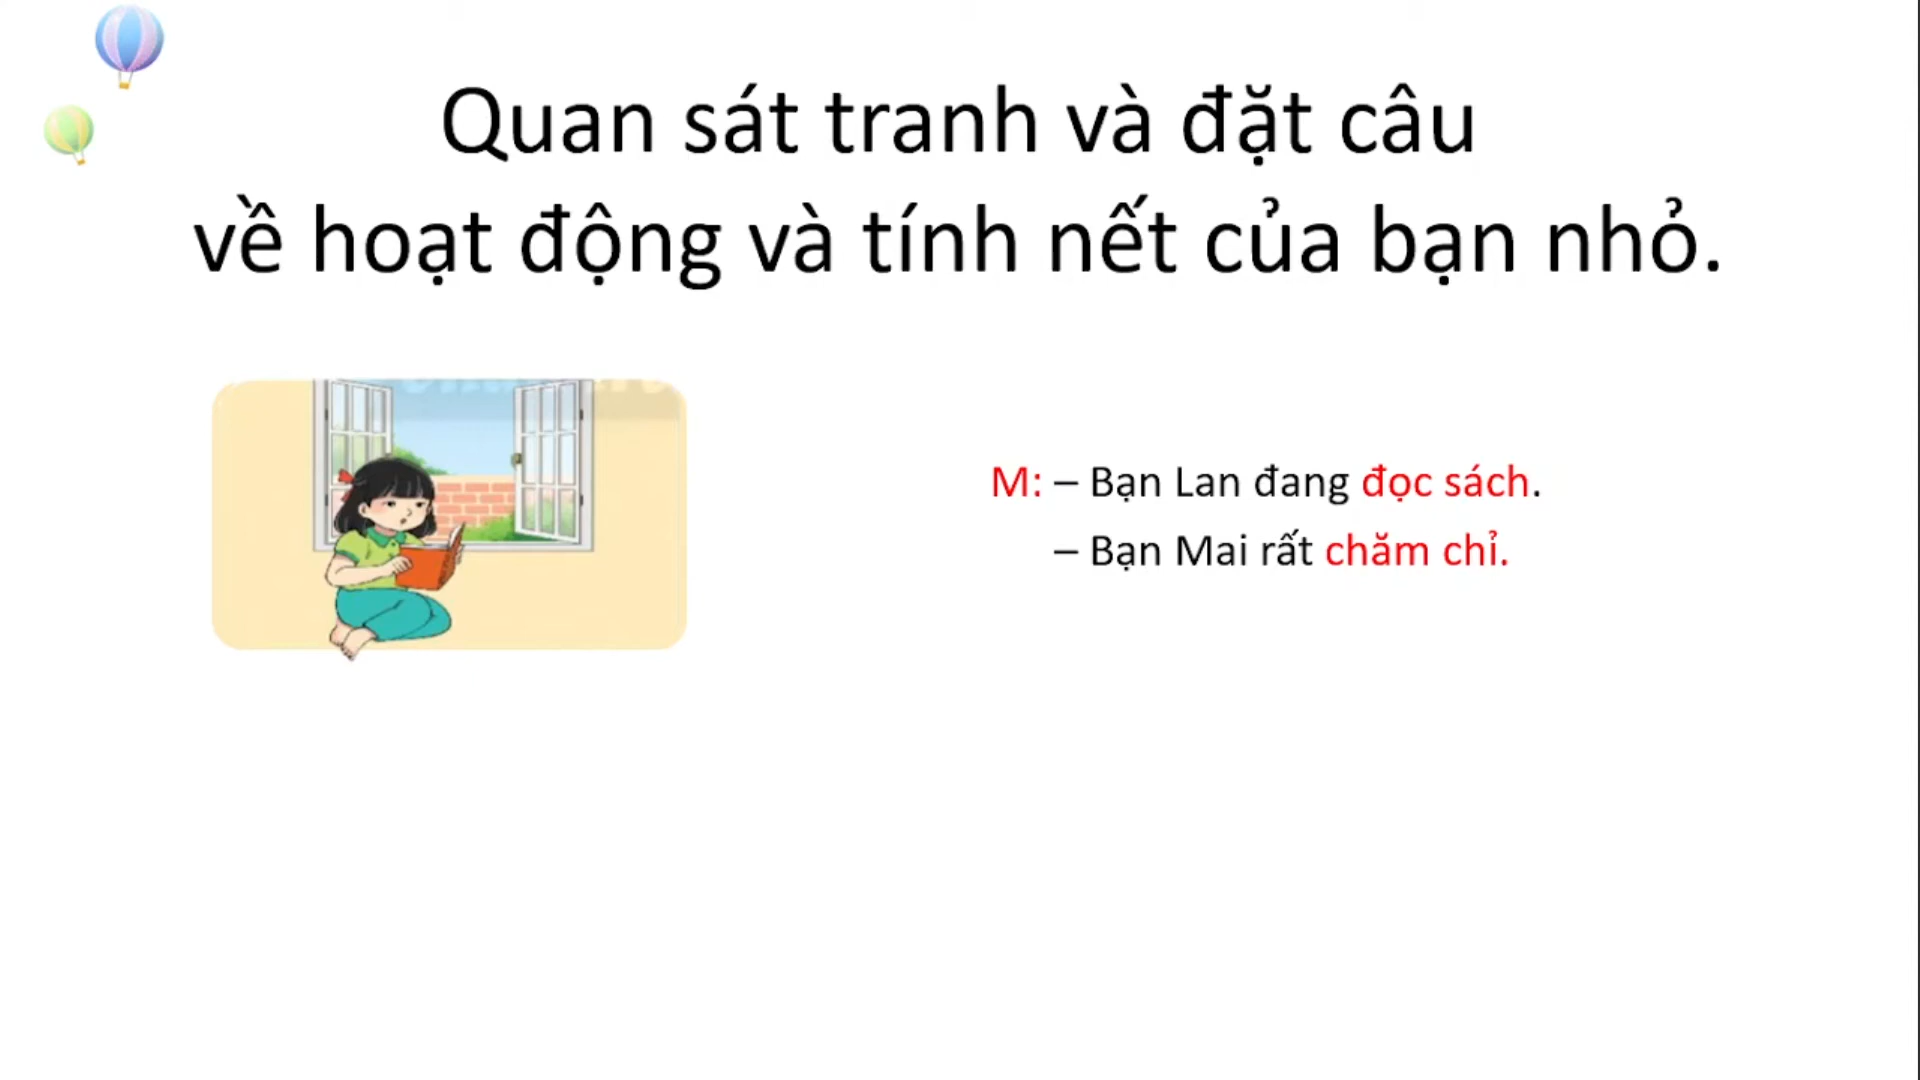 Quan sát tranh và đặt câu
về hoạt động và tính nết của bạn nhỏ.
M: – Bạn Lan đang đọc sách.
– Bạn Mai rất chăm chỉ.